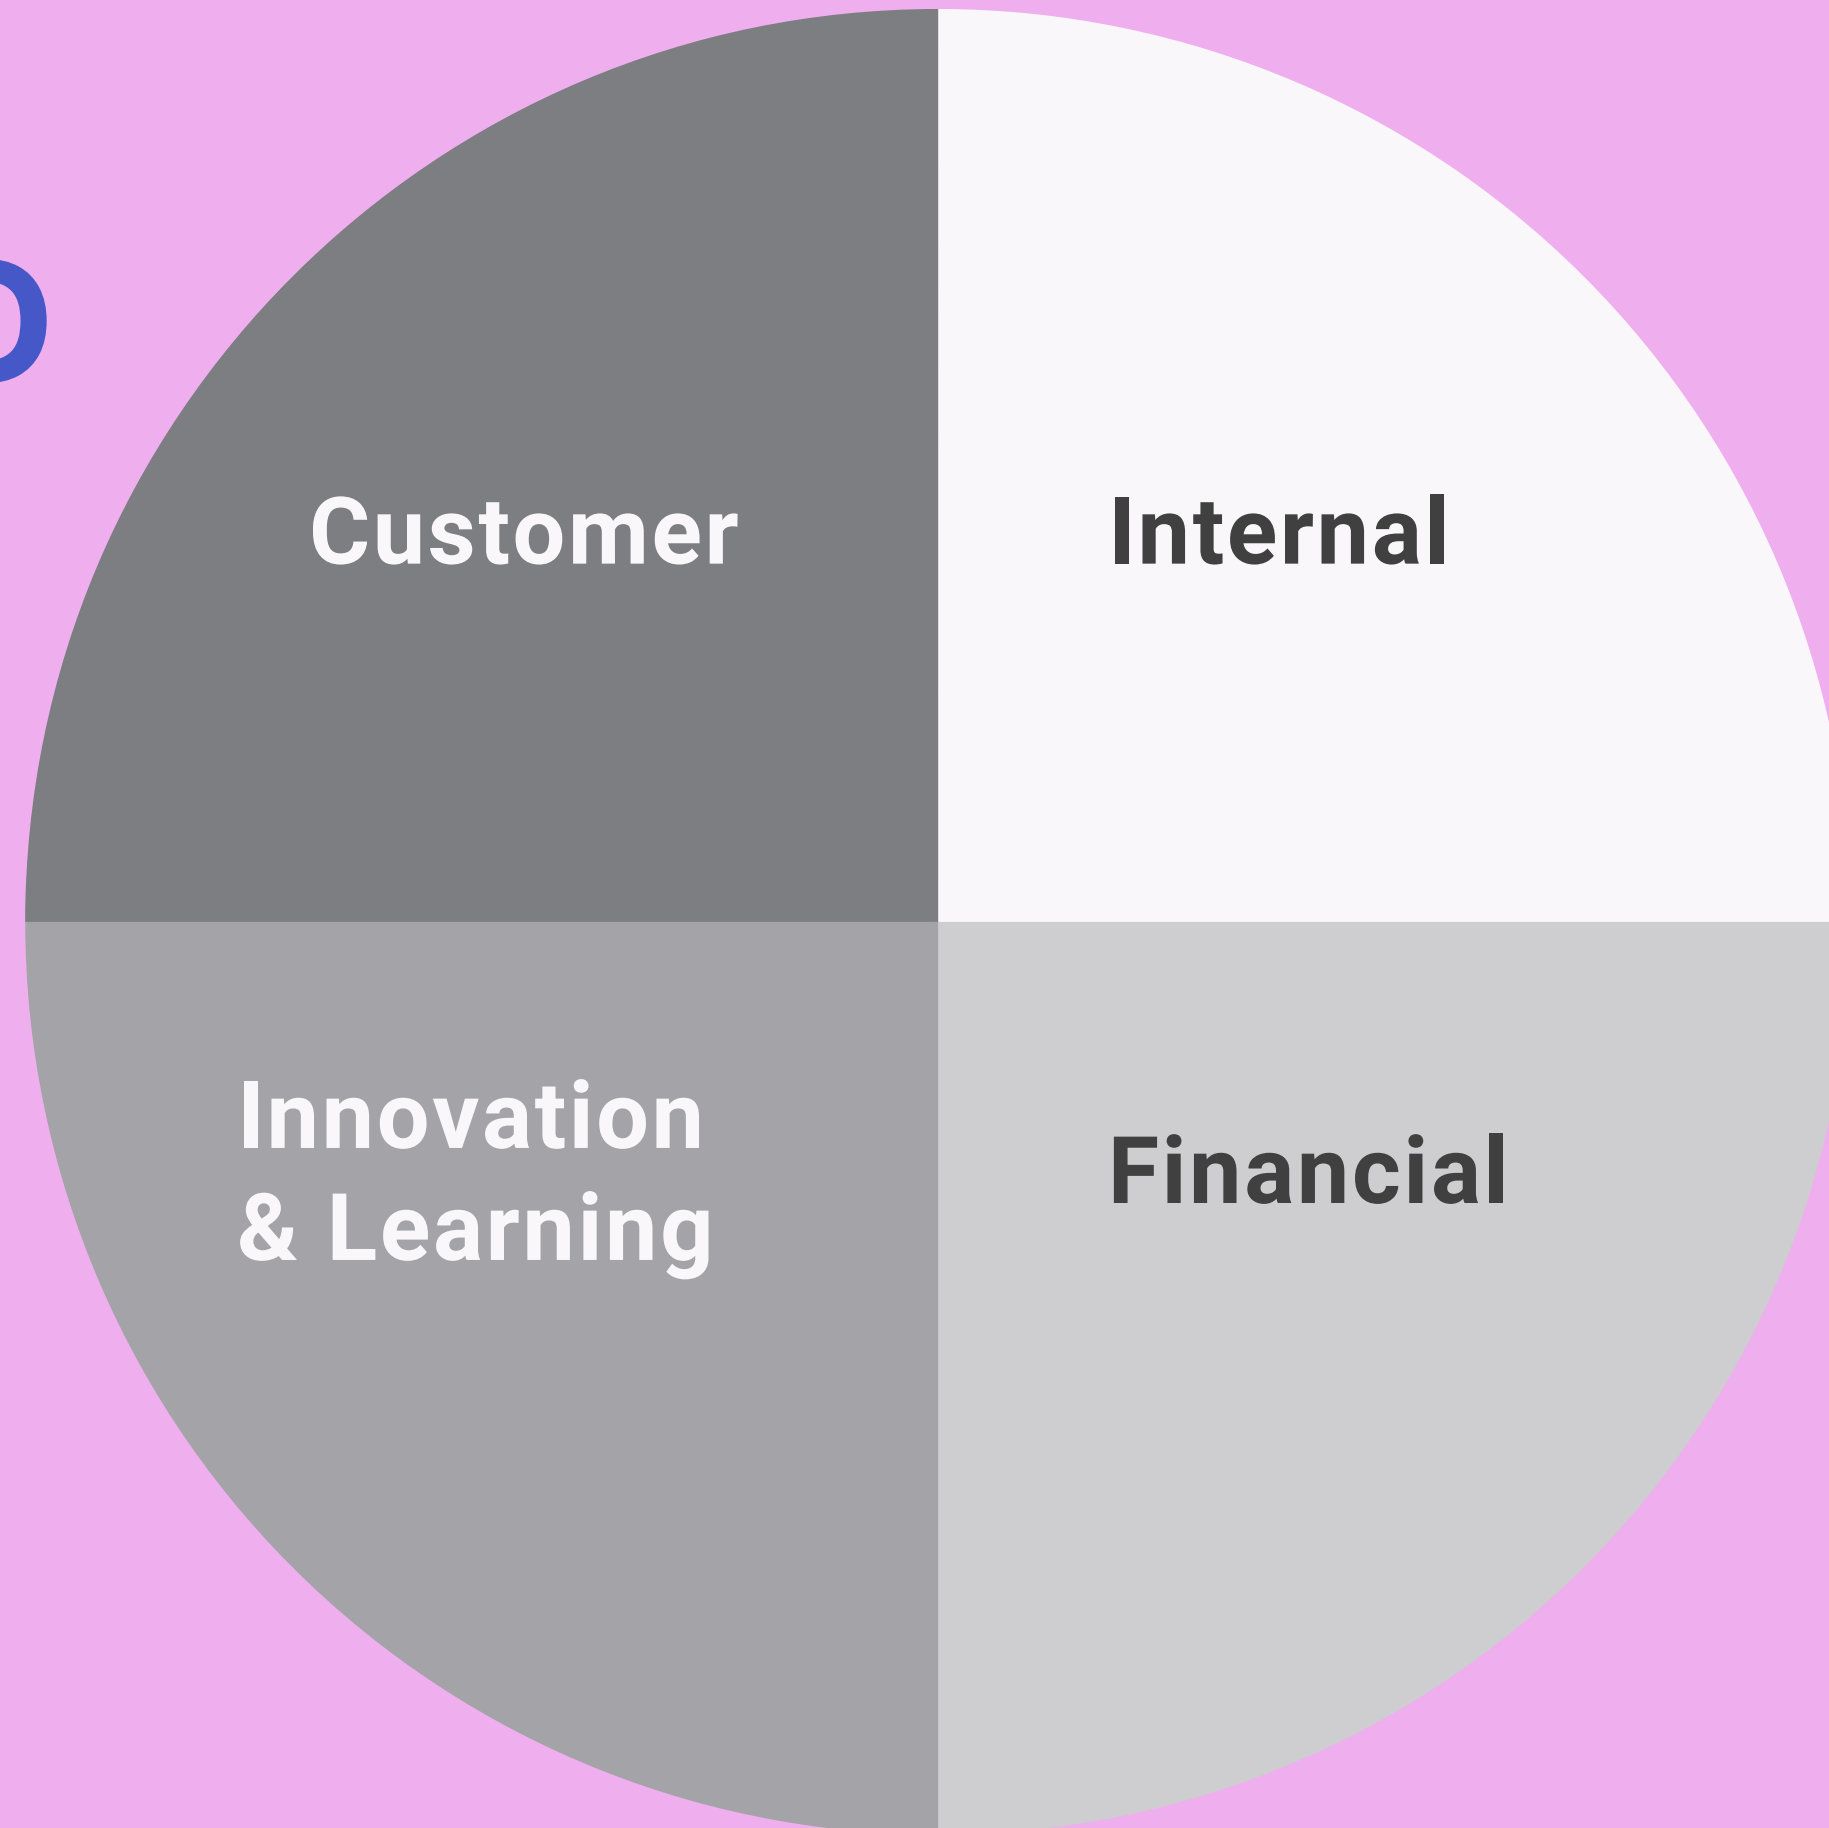 Customer
Internal
Innovation
& Learning
Financial